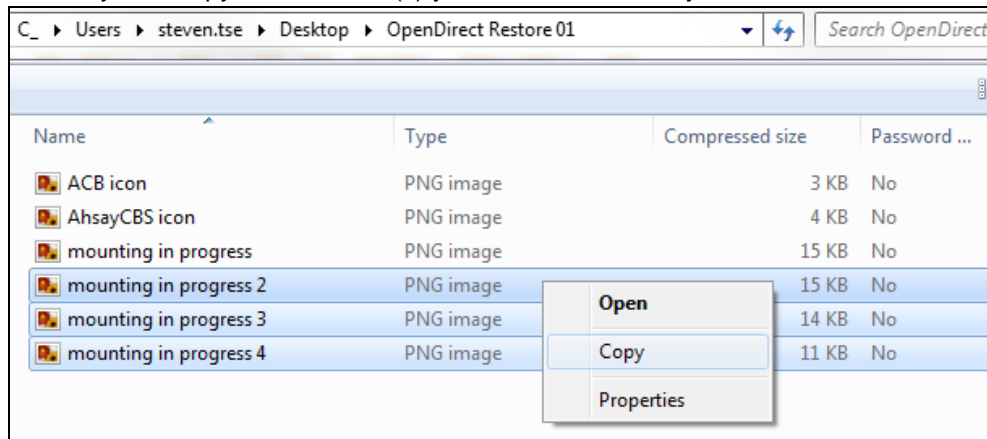 C_ ▸ Users ▸ steven.tse ▸ Desktop ▸ OpenDirect Restore 01 Search OpenDirect
Name Type Compressed size Password ...
ACB icon PNG image 3 KB No
AhsayCBS icon PNG image 4 KB No
mounting in progress PNG image 15 KB No
mounting in progress 2 PNG image 15 KB No
mounting in progress 3 PNG image 14 KB No
mounting in progress 4 PNG image 11 KB No
Open
Copy
Properties